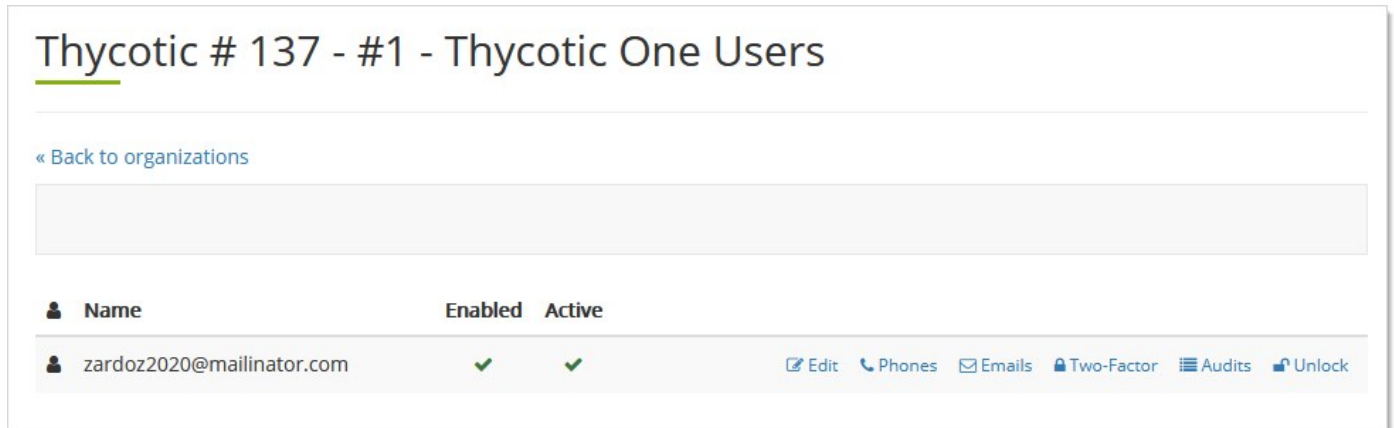 Thycotic # 137 - #1 - Thycotic One Users
« Back to organizations
Name Enabled Active
zardoz2020@mailinator.com Edit Phones Emails Two-Factor Audits Unlock